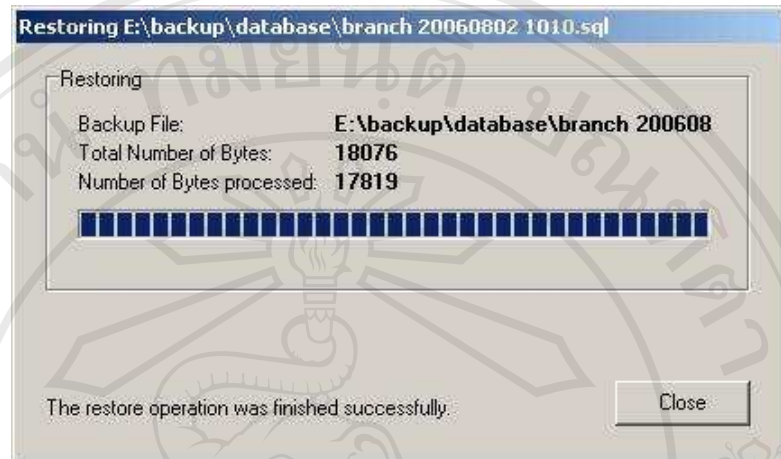 Restoring E:\backup\database\branch 20060802 1010.sql
Restoring
Backup File: E:\backup\database\branch 200608
Total Number of Bytes: 18076
Number of Bytes processed: 17819
The restore operation was finished successfully.
Close